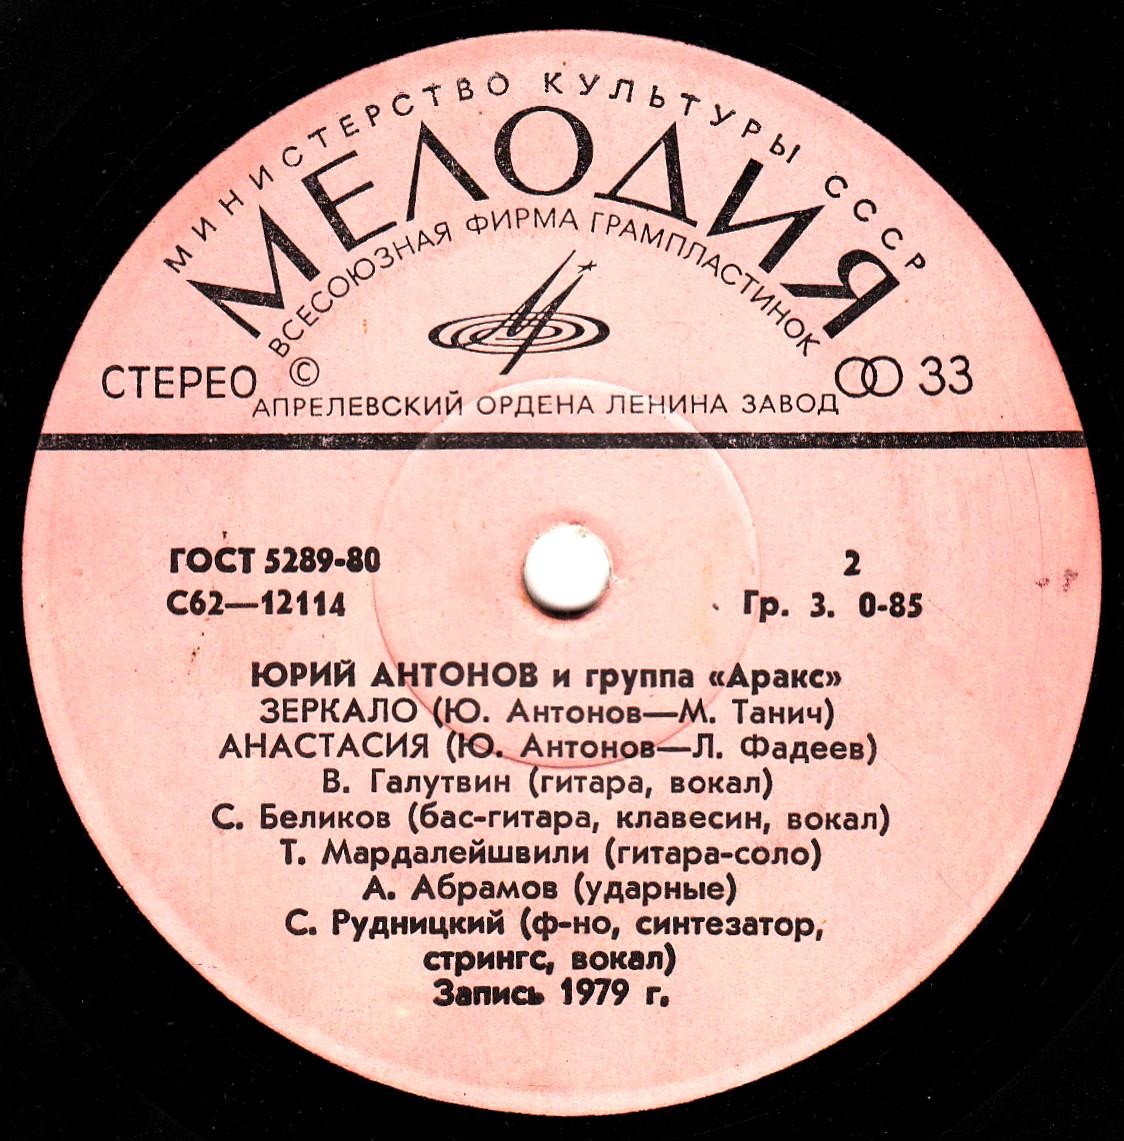 МИНИСТЕРСТВО КУЛЬТУРЫ СССР
МЕЛОДИЯ
ВСЕСОЮЗНАЯ ФИРМА ГРАМПЛАСТИНОК
СТЕРЕО © 33
АПРЕЛЕВСКИЙ ОРДЕНА ЛЕНИНА ЗАВОД
ГОСТ 5289-80 2
С62—12114 Гр. 3. 0-85
ЮРИЙ АНТОНОВ и группа «Аракс»
ЗЕРКАЛО (Ю. Антонов—М. Танич)
АНАСТАСИЯ (Ю. Антонов—Л. Фадеев)
В. Галутвин (гитара, вокал)
С. Беликов (бас-гитара, клавесин, вокал)
Т. Мардалейшвили (гитара-соло)
А. Абрамов (ударные)
С. Рудницкий (ф-но, синтезатор,
стрингс, вокал)
Запись 1979 г.